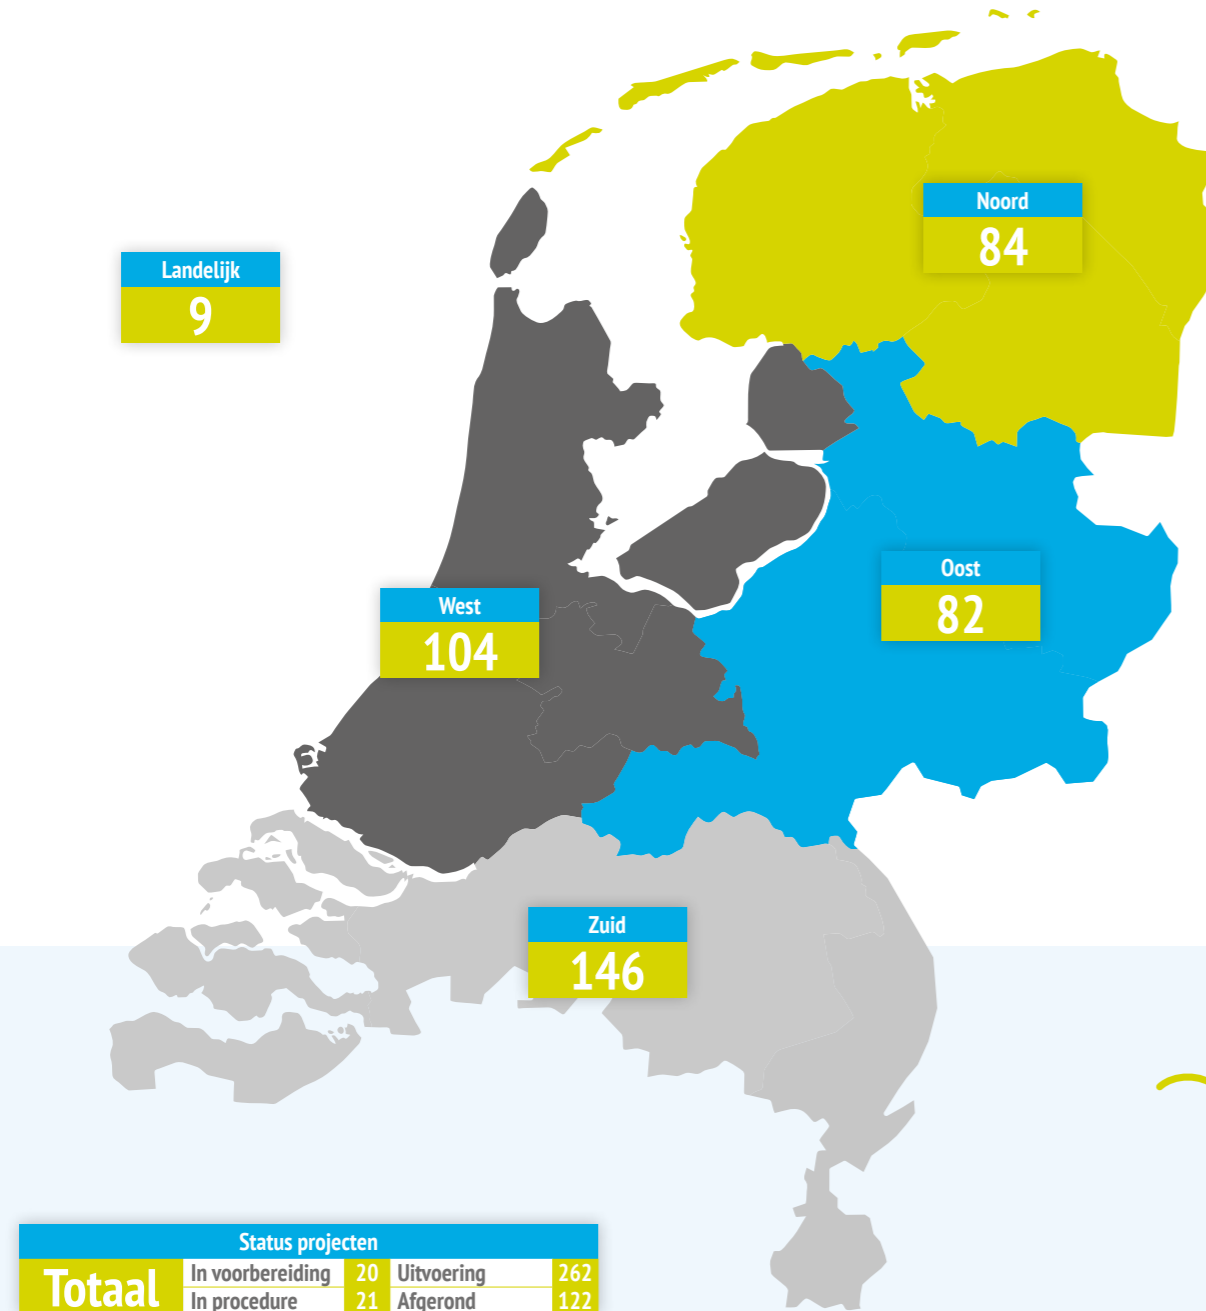 Noord
84
Landelijk
9
Oost
82
West
104
Zuid
146
Status projecten
Totaal
In voorbereiding 20 Uitvoering 262
In procedure 21 Afgerond 122